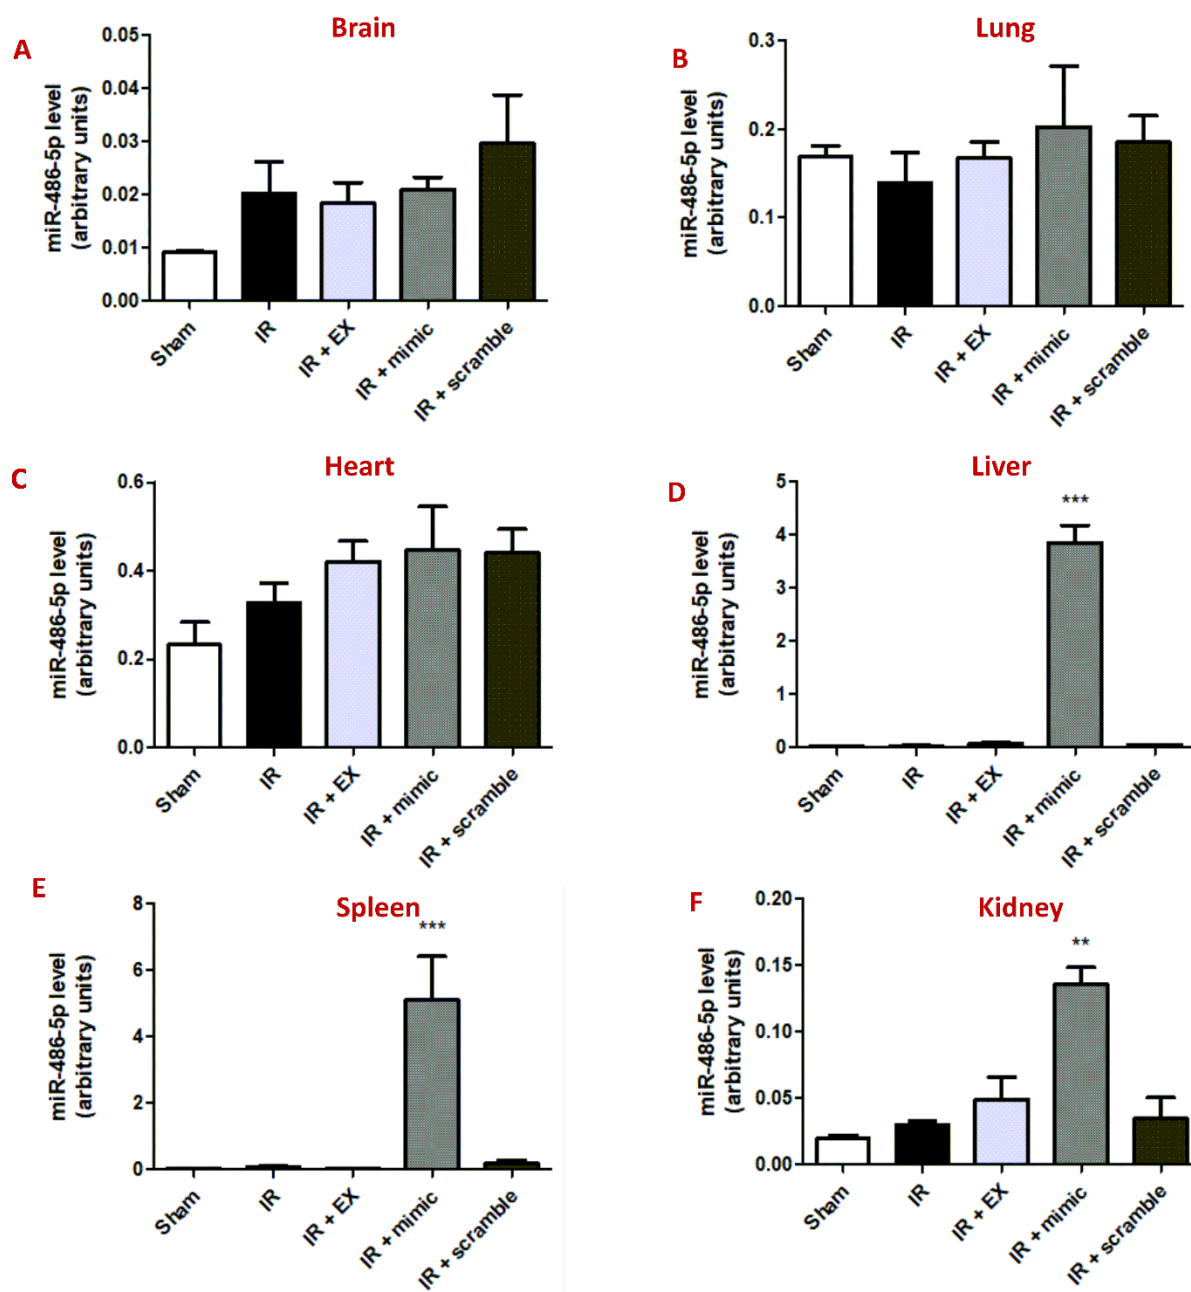 A
Brain
miR-486-5p level
(arbitrary units)
0.05
0.04
0.03
0.02
0.01
0.00
Sham
IR
IR + EX
IR + mimic
IR + scramble
B
Lung
miR-486-5p level
(arbitrary units)
0.3
0.2
0.1
0.0
Sham
IR
IR + EX
IR + mimic
IR + scramble
C
Heart
miR-486-5p level
(arbitrary units)
0.6
0.4
0.2
0.0
Sham
IR
IR + EX
IR + mimic
IR + scramble
D
Liver
miR-486-5p level
(arbitrary units)
5
4
3
2
1
0
***
Sham
IR
IR + EX
IR + mimic
IR + scramble
E
Spleen
miR-486-5p level
(arbitrary units)
8
6
4
2
0
***
Sham
IR
IR + EX
IR + mimic
IR + scramble
F
Kidney
miR-486-5p level
(arbitrary units)
0.20
0.15
0.10
0.05
0.00
**
Sham
IR
IR + EX
IR + mimic
IR + scramble